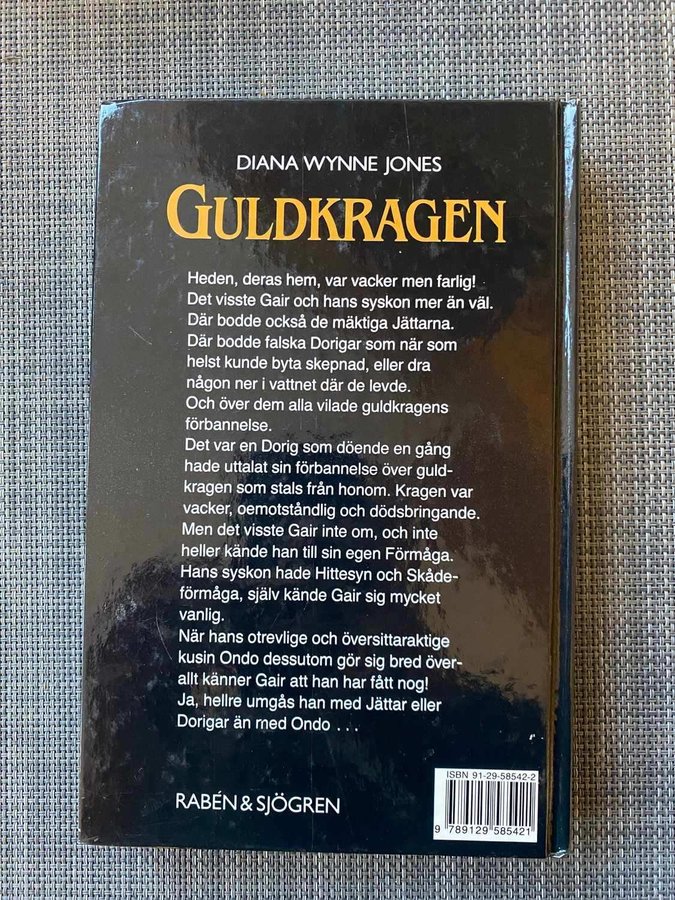 DIANA WYNNE JONES
GULDKRAGEN
Heden, deras hem, var vacker men farlig!
Det visste Gair och hans syskon mer än väl.
Där bodde också de mäktiga Jättarna.
Där bodde falska Dorigar som när som
helst kunde byta skepnad, eller dra
någon ner i vattnet där de levde.
Och över dem alla vilade guldkragens
förbannelse.
Det var en Dorig som döende en gång
hade uttalat sin förbannelse över guld-
kragen som stals från honom. Kragen var
vacker, oemotståndlig och dödsbringande.
Men det visste Gair inte om, och inte
heller kände han till sin egen Förmåga.
Hans syskon hade Hittesyn och Skåde-
förmåga, själv kände Gair sig mycket
vanlig.
När hans otrevlige och översittaraktige
kusin Ondo dessutom gör sig bred över-
allt känner Gair att han har fått nog!
Ja, hellre umgås han med Jättar eller
Dorigar än med Ondo . . .
ISBN 91-29-58542-2
RABÉN & SJÖGREN
9 789129 585421